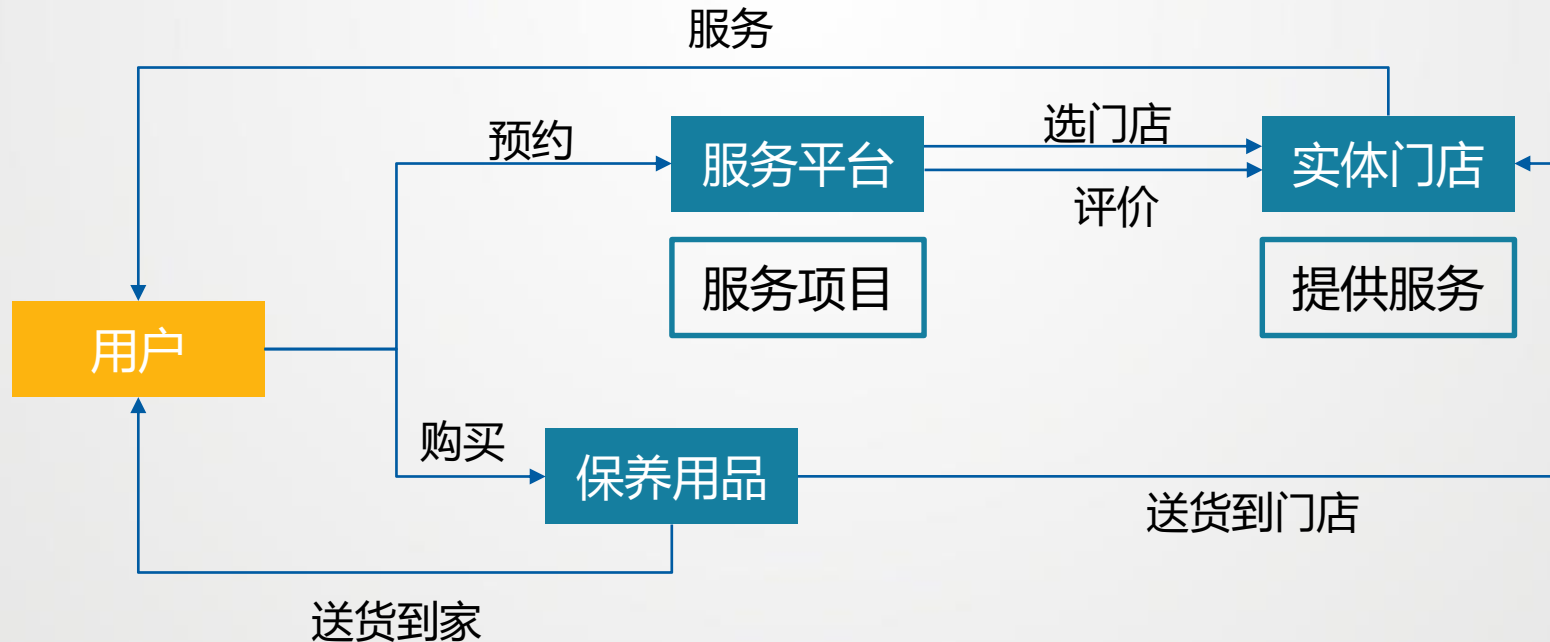 服务
预约
服务平台
选门店
评价
实体门店
服务项目
提供服务
用户
购买
保养用品
送货到门店
送货到家